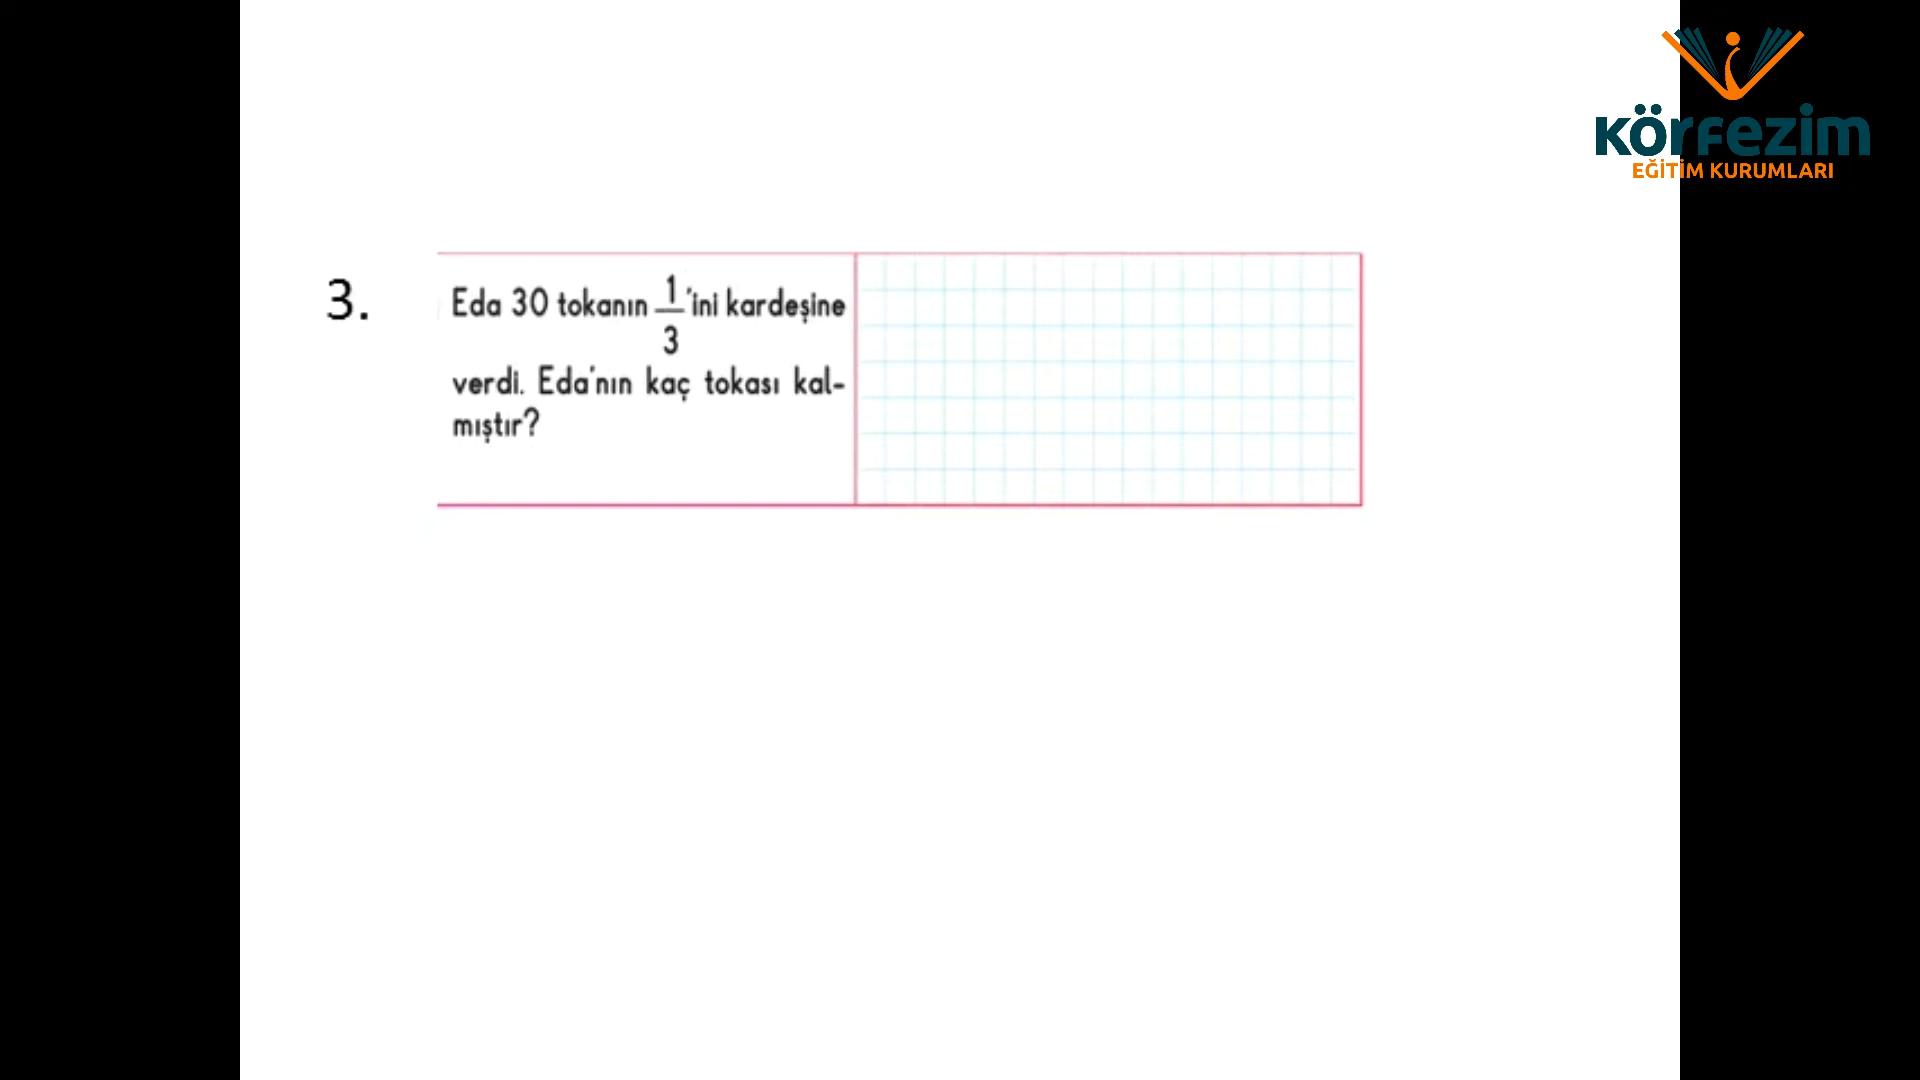 körfezim
EĞİTİM KURUMLARI
3.
Eda 30 tokanın 1/3 'ini kardeşine
verdi. Eda'nın kaç tokası kal-
mıştır?